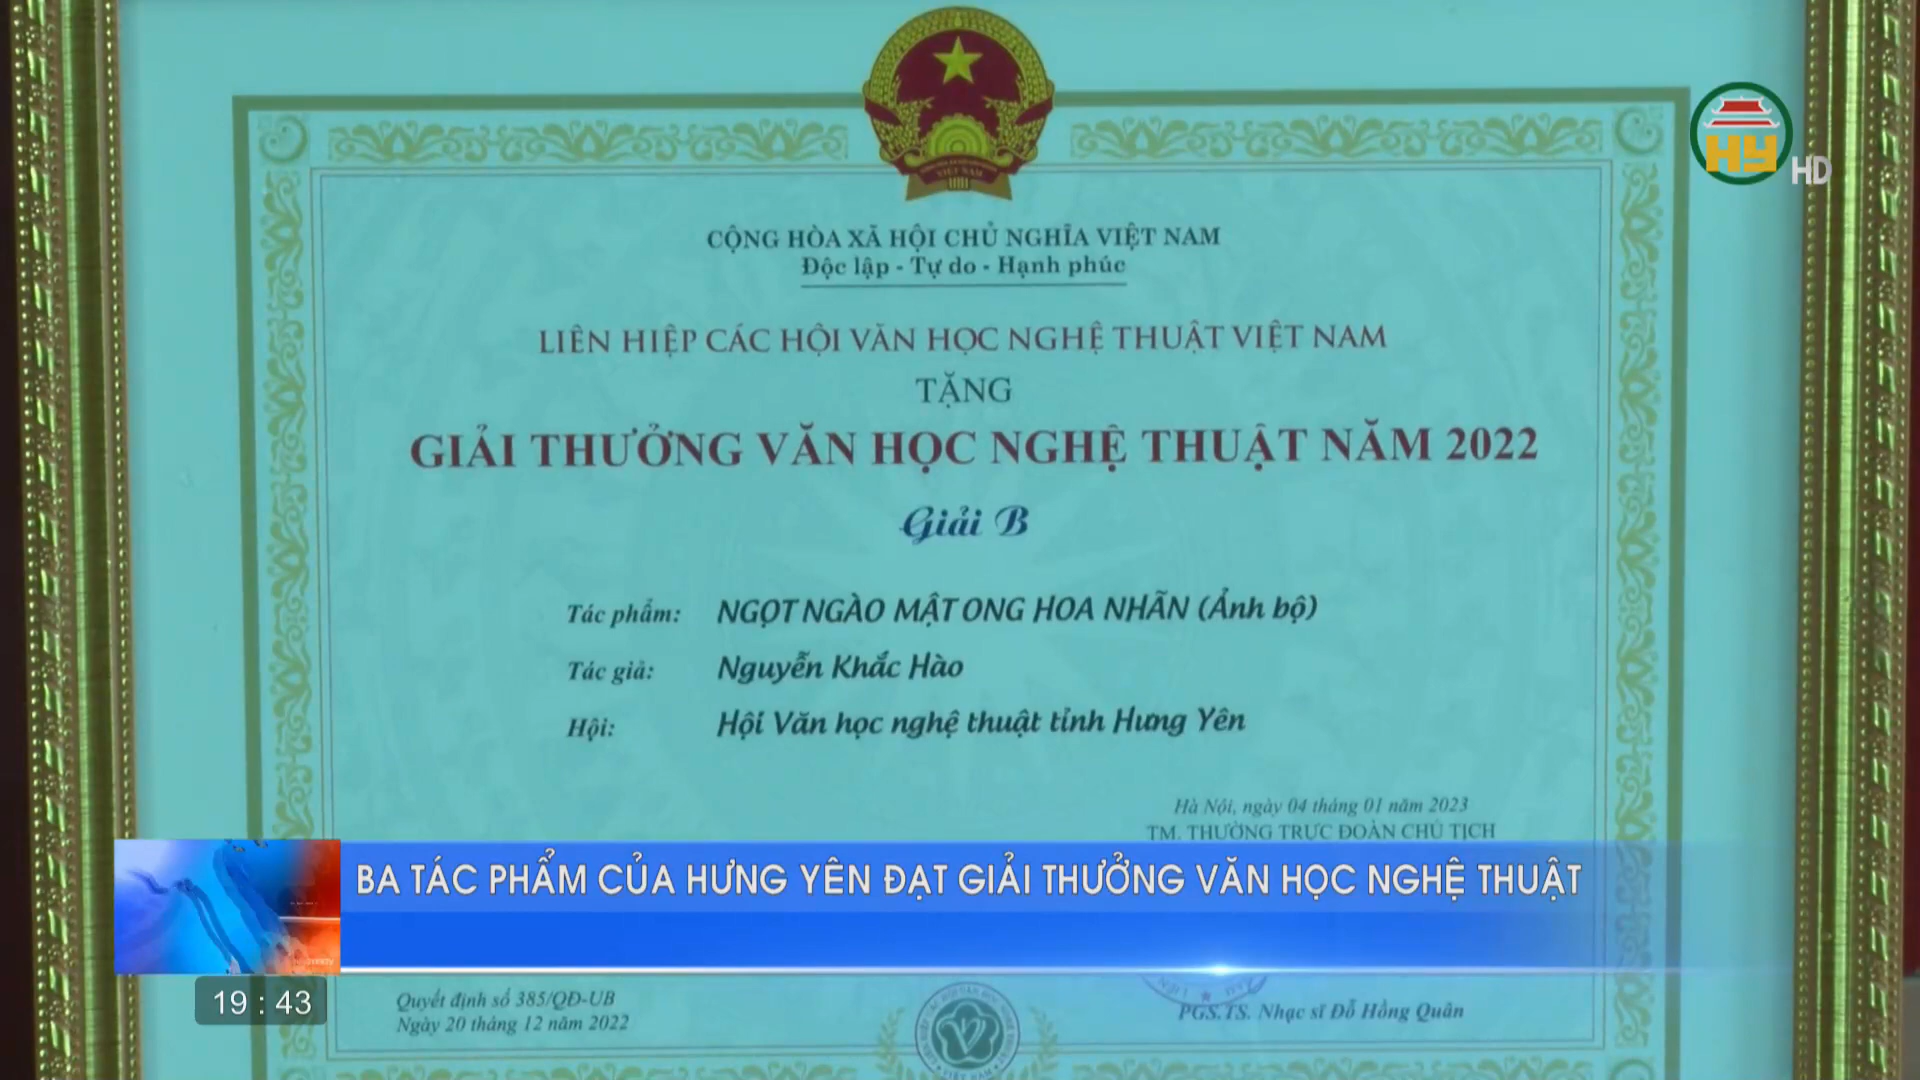 VIỆT NAM
HY HD
CỘNG HÒA XÃ HỘI CHỦ NGHĨA VIỆT NAM
Độc lập - Tự do - Hạnh phúc
LIÊN HIỆP CÁC HỘI VĂN HỌC NGHỆ THUẬT VIỆT NAM
TẶNG
GIẢI THƯỞNG VĂN HỌC NGHỆ THUẬT NĂM 2022
Giải B
Tác phẩm: NGỌT NGÀO MẬT ONG HOA NHÃN (Ảnh bộ)
Tác giả: Nguyễn Khắc Hào
Hội: Hội Văn học nghệ thuật tỉnh Hưng Yên
Hà Nội, ngày 04 tháng 01 năm 2023
TM. THƯỜNG TRỰC ĐOÀN CHỦ TỊCH
BA TÁC PHẨM CỦA HƯNG YÊN ĐẠT GIẢI THƯỞNG VĂN HỌC NGHỆ THUẬT
19 : 43
Quyết định số 385/QĐ-UB
Ngày 20 tháng 12 năm 2022
PGS.TS. Nhạc sĩ Đỗ Hồng Quân